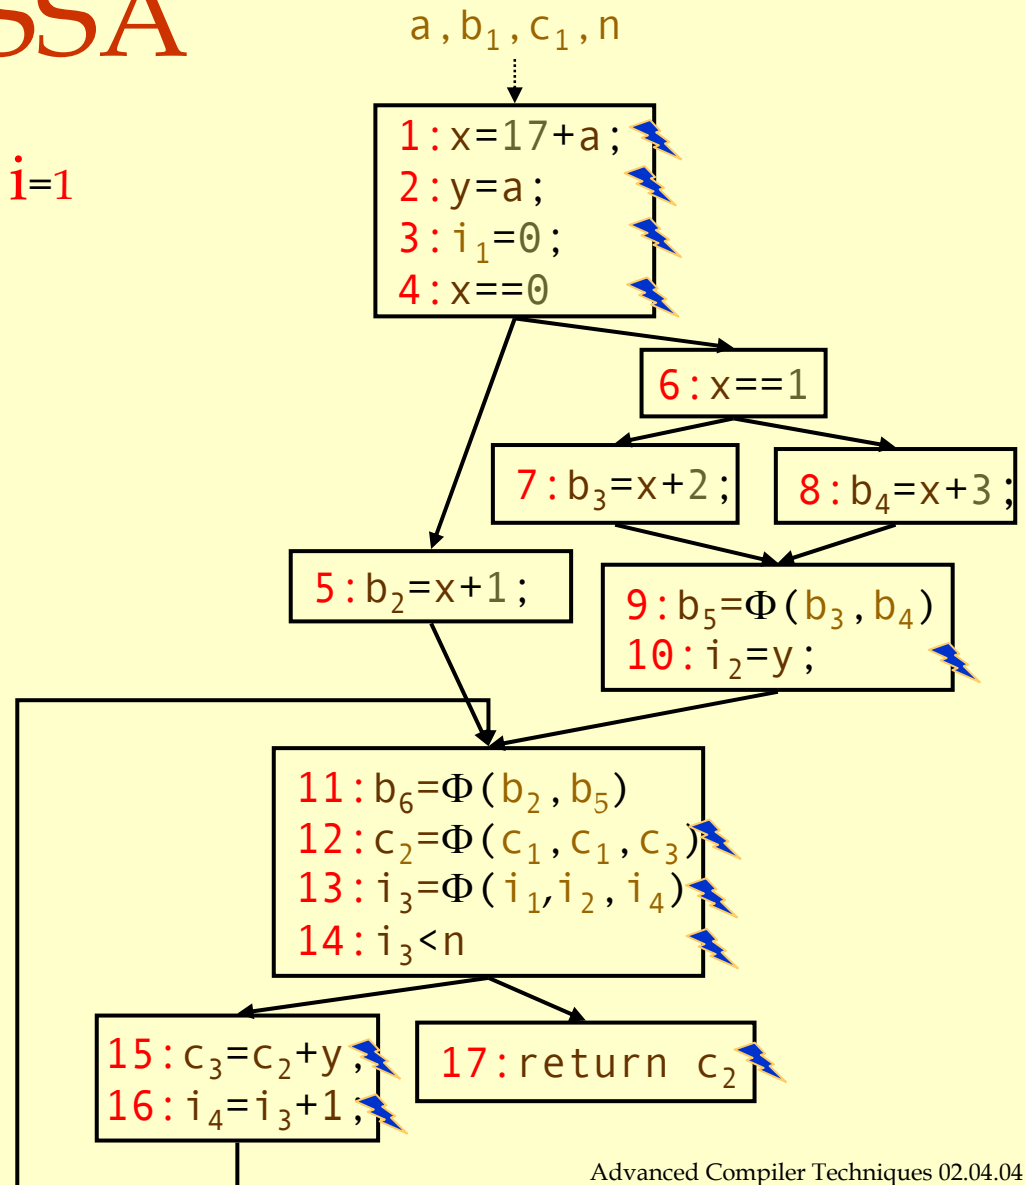 SSA
a,b₁,c₁,n
i=1
1:x=17+a;
2:y=a;
3:i₁=0;
4:x==0
6:x==1
7:b₃=x+2;
8:b₄=x+3;
5:b₂=x+1;
9:b₅=Φ(b₃,b₄)
10:i₂=y;
11:b₆=Φ(b₂,b₅)
12:c₂=Φ(c₁,c₁,c₃)
13:i₃=Φ(i₁,i₂,i₄)
14:i₃<n
15:c₃=c₂+y;
16:i₄=i₃+1;
17:return c₂
Advanced Compiler Techniques 02.04.04